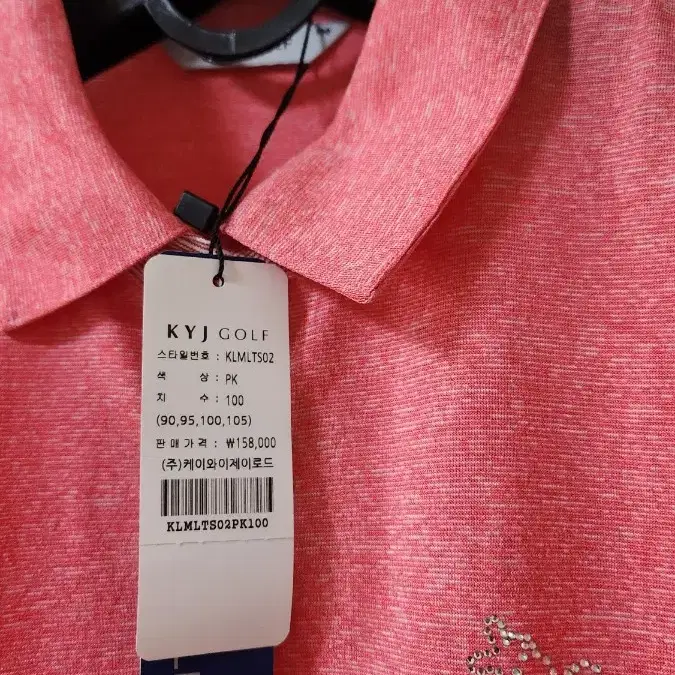 KYJ GOLF
스타일번호 : KLMLTS02
색 상 : PK
치 수 : 100
(90,95,100,105)
판매가격 : ₩158,000
(주)케이와이제이로드
KLMLTS02PK100